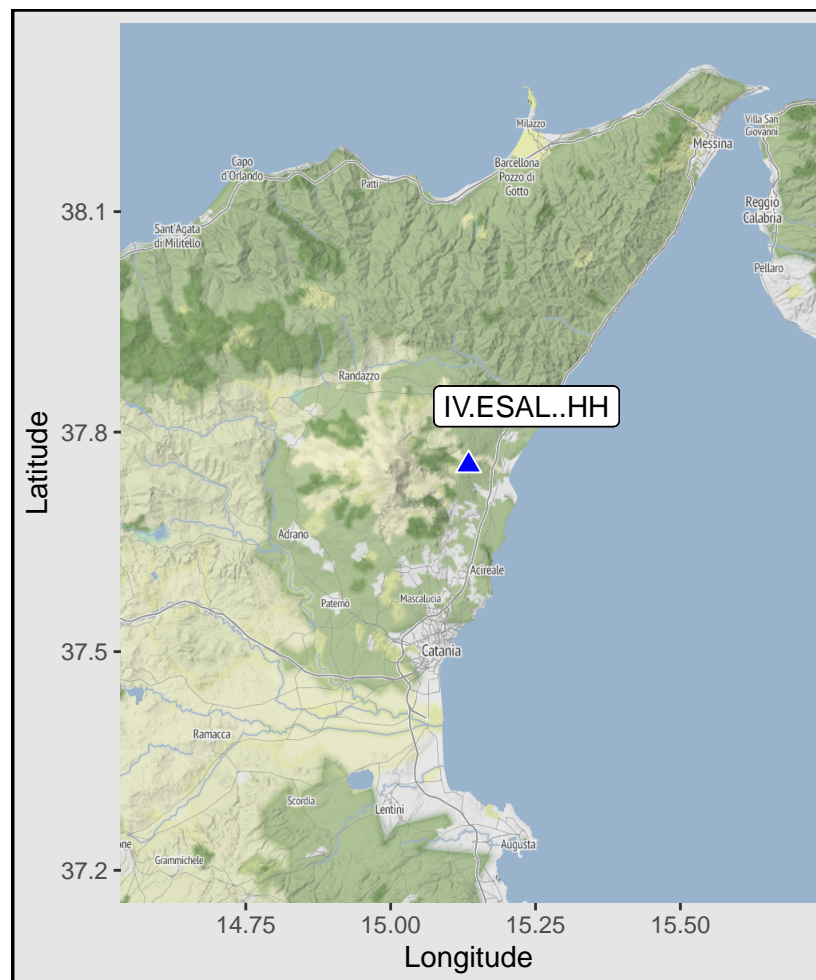 Milazzo
Villa San
Giovanni
Messina
Capo
d'Orlando
Barcellona
Pozzo di
Gotto
Patti
38.1
Reggio
Calabria
Sant'Agata
di Militello
Pellaro
Randazzo
IV.ESAL..HH
37.8
Latitude
Adrano
Acireale
Paternò
Mascalucia
37.5
Catania
Ramacca
Scordia
Lentini
Augusta
one
Grammichele
37.2
14.75
15.00
15.25
15.50
Longitude